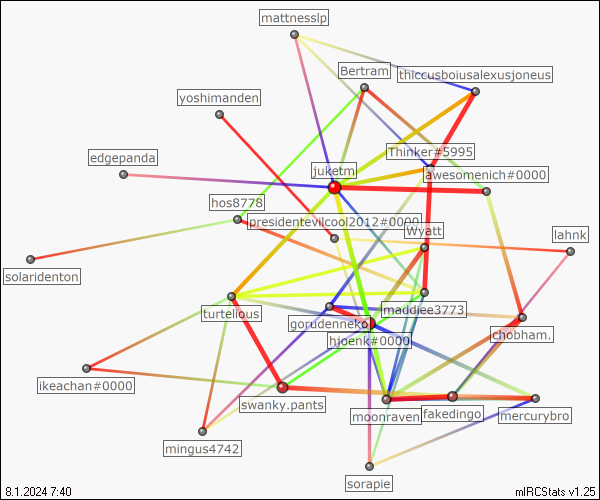 mattnesslp
Bertram
thiccusboiusalexusjoneus
yoshimanden
Thinker#5995
edgepanda
juketm
awesomenich#0000
hos8778
presidentevilcool2012#0000
Wyatt
lahnk
solaridenton
turtelious
maddiee3773
gorudenneko
chobham.
hjoenk#0000
ikeachan#0000
swanky.pants
moonraven
fakedingo
mercurybro
mingus4742
sorapie
8.1.2024 7:40
mIRCStats v1.25